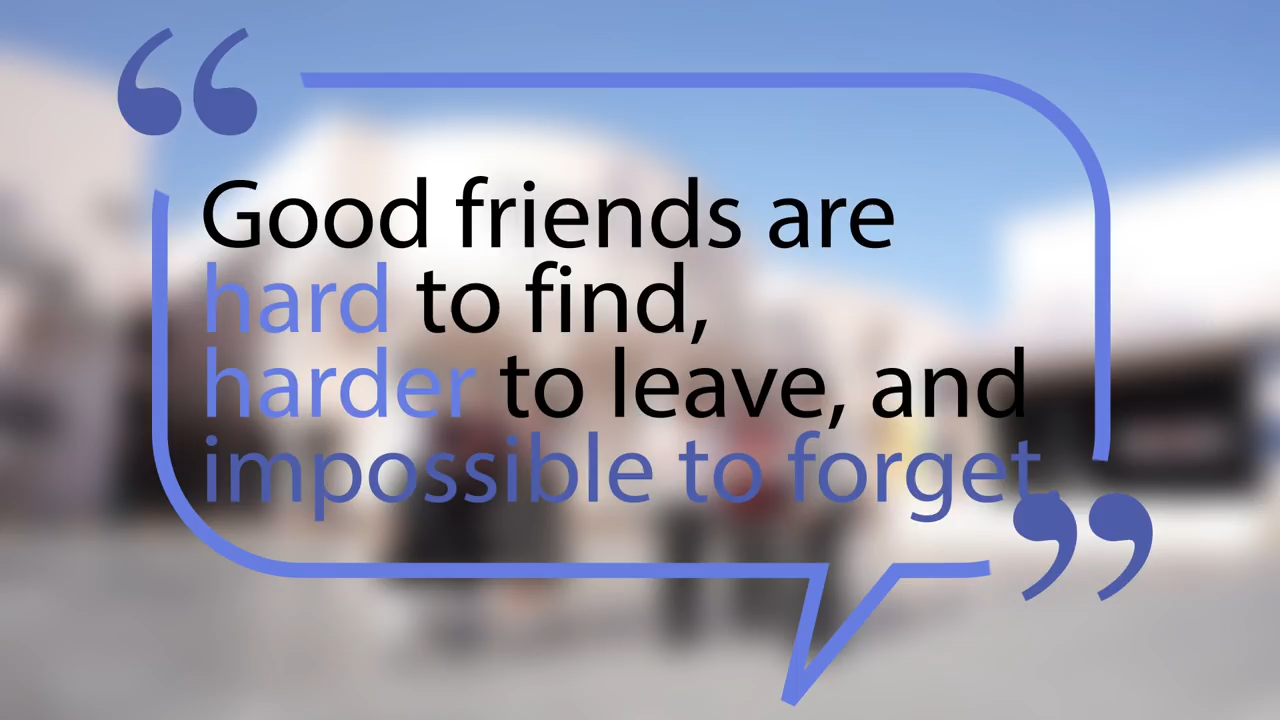 “
Good friends are
hard to find,
harder to leave, and
impossible to forget.
”